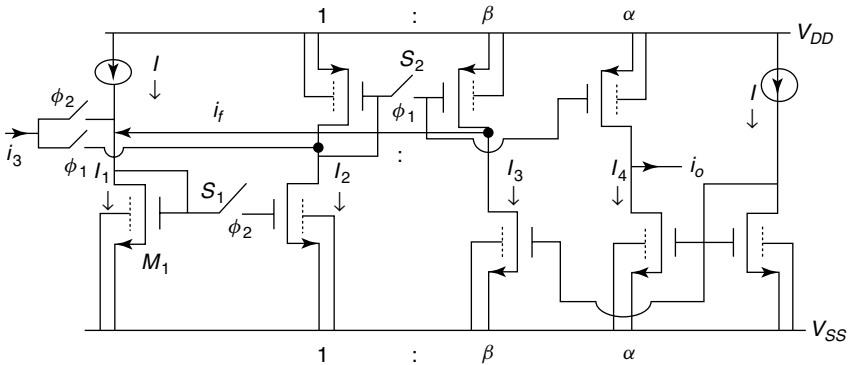 1 : β α
V_DD
I
S_2
I
ϕ_2
i_f
ϕ_1
i_3
:
i_o
ϕ_1
I_1
I_2
I_3
I_4
S_1
ϕ_2
M_1
V_SS
1 : β α